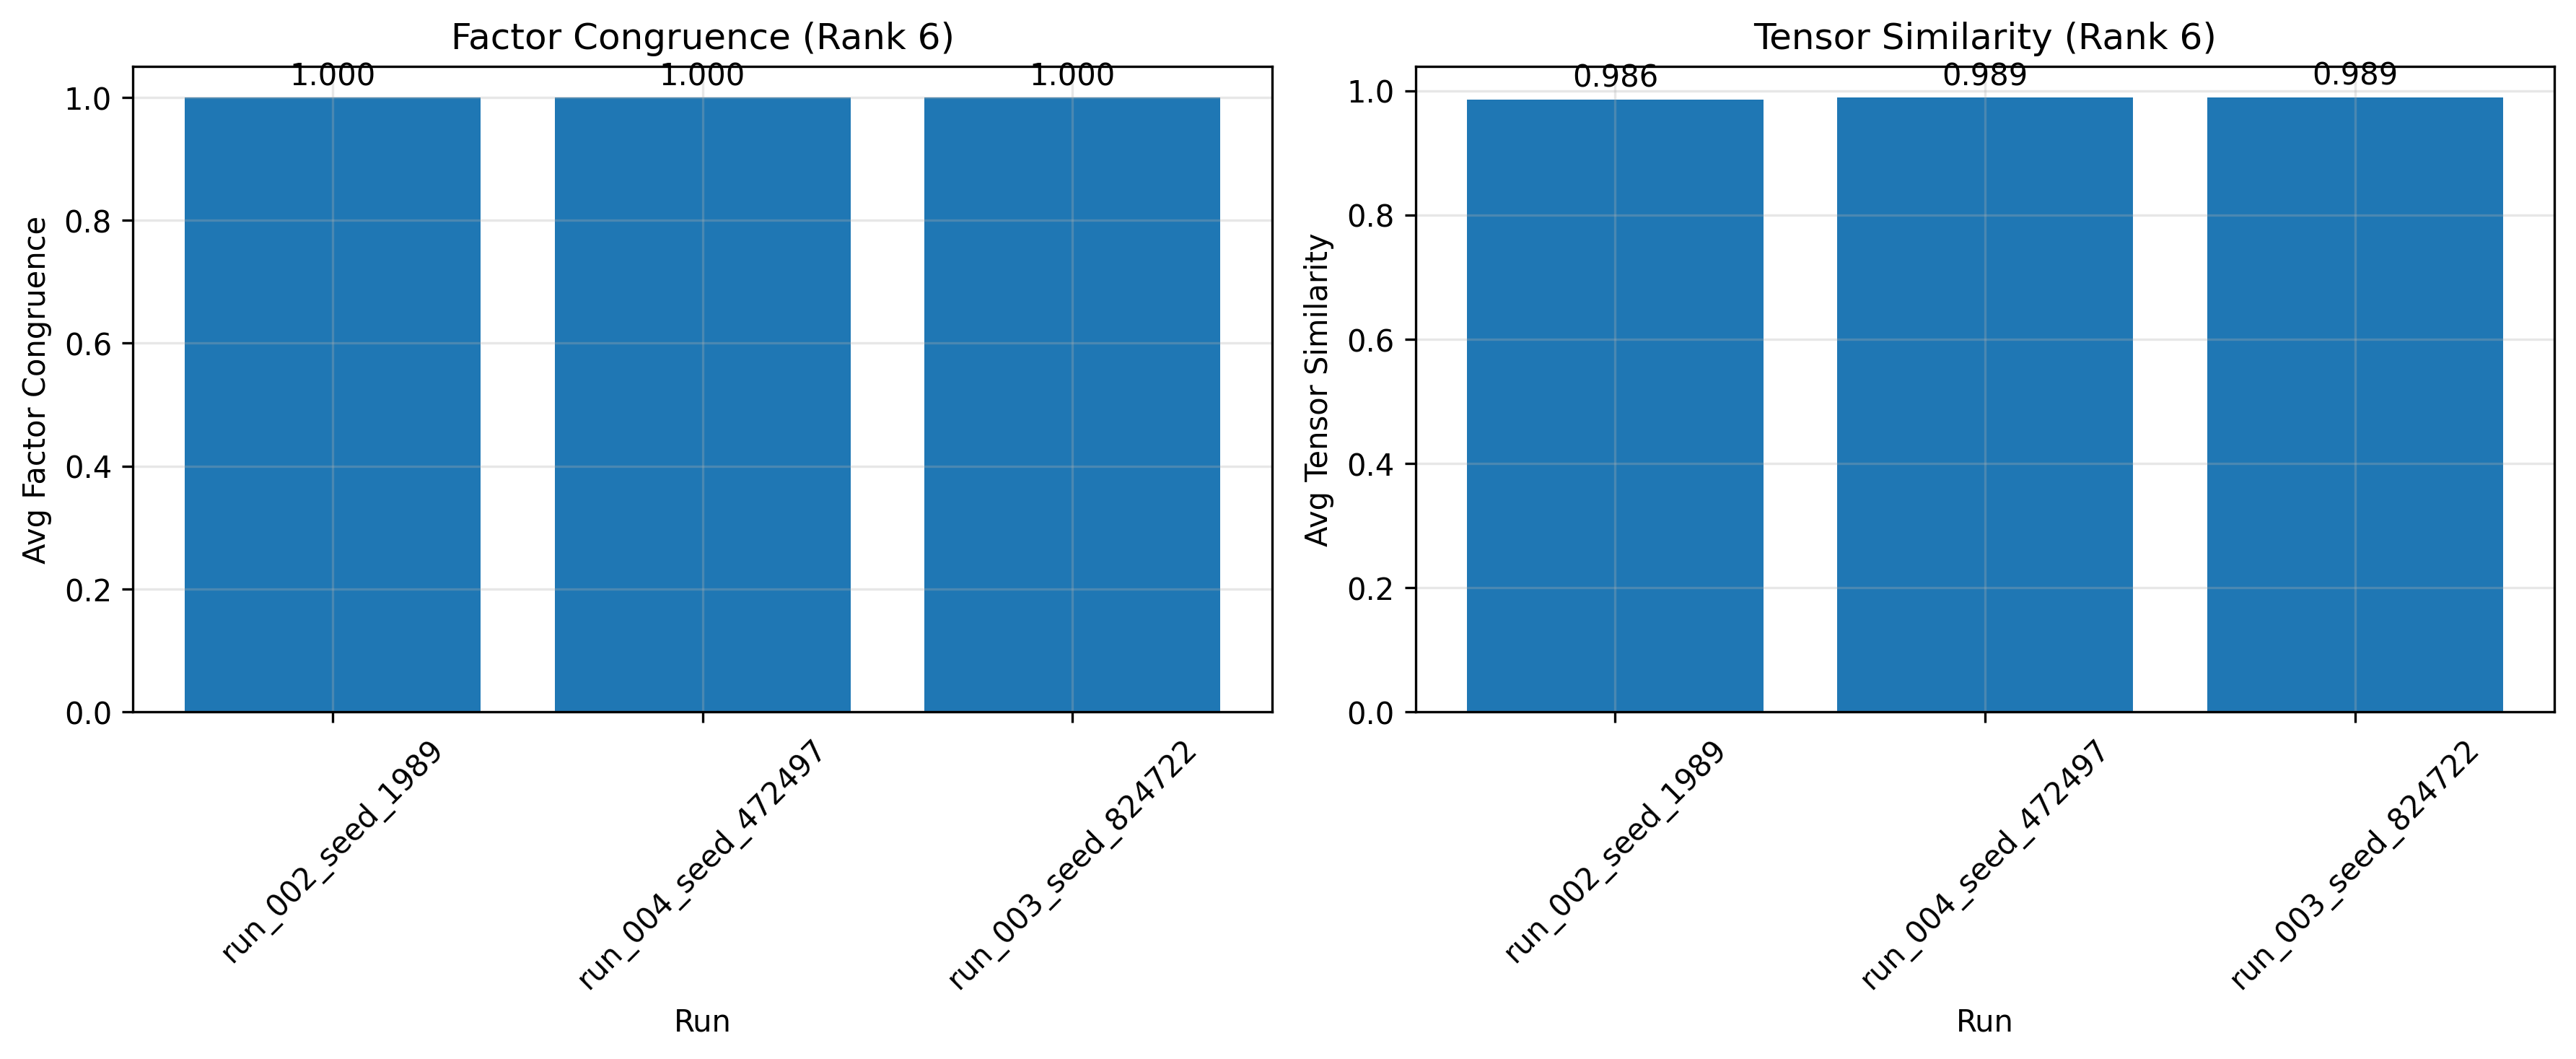 Factor Congruence (Rank 6)
1.000 1.000 1.000
1.0
0.8
0.6
0.4
0.2
0.0
Avg Factor Congruence
run_002_seed_1989
run_004_seed_472497
run_003_seed_824722
Run
Tensor Similarity (Rank 6)
0.986 0.989 0.989
1.0
0.8
0.6
0.4
0.2
0.0
Avg Tensor Similarity
run_002_seed_1989
run_004_seed_472497
run_003_seed_824722
Run